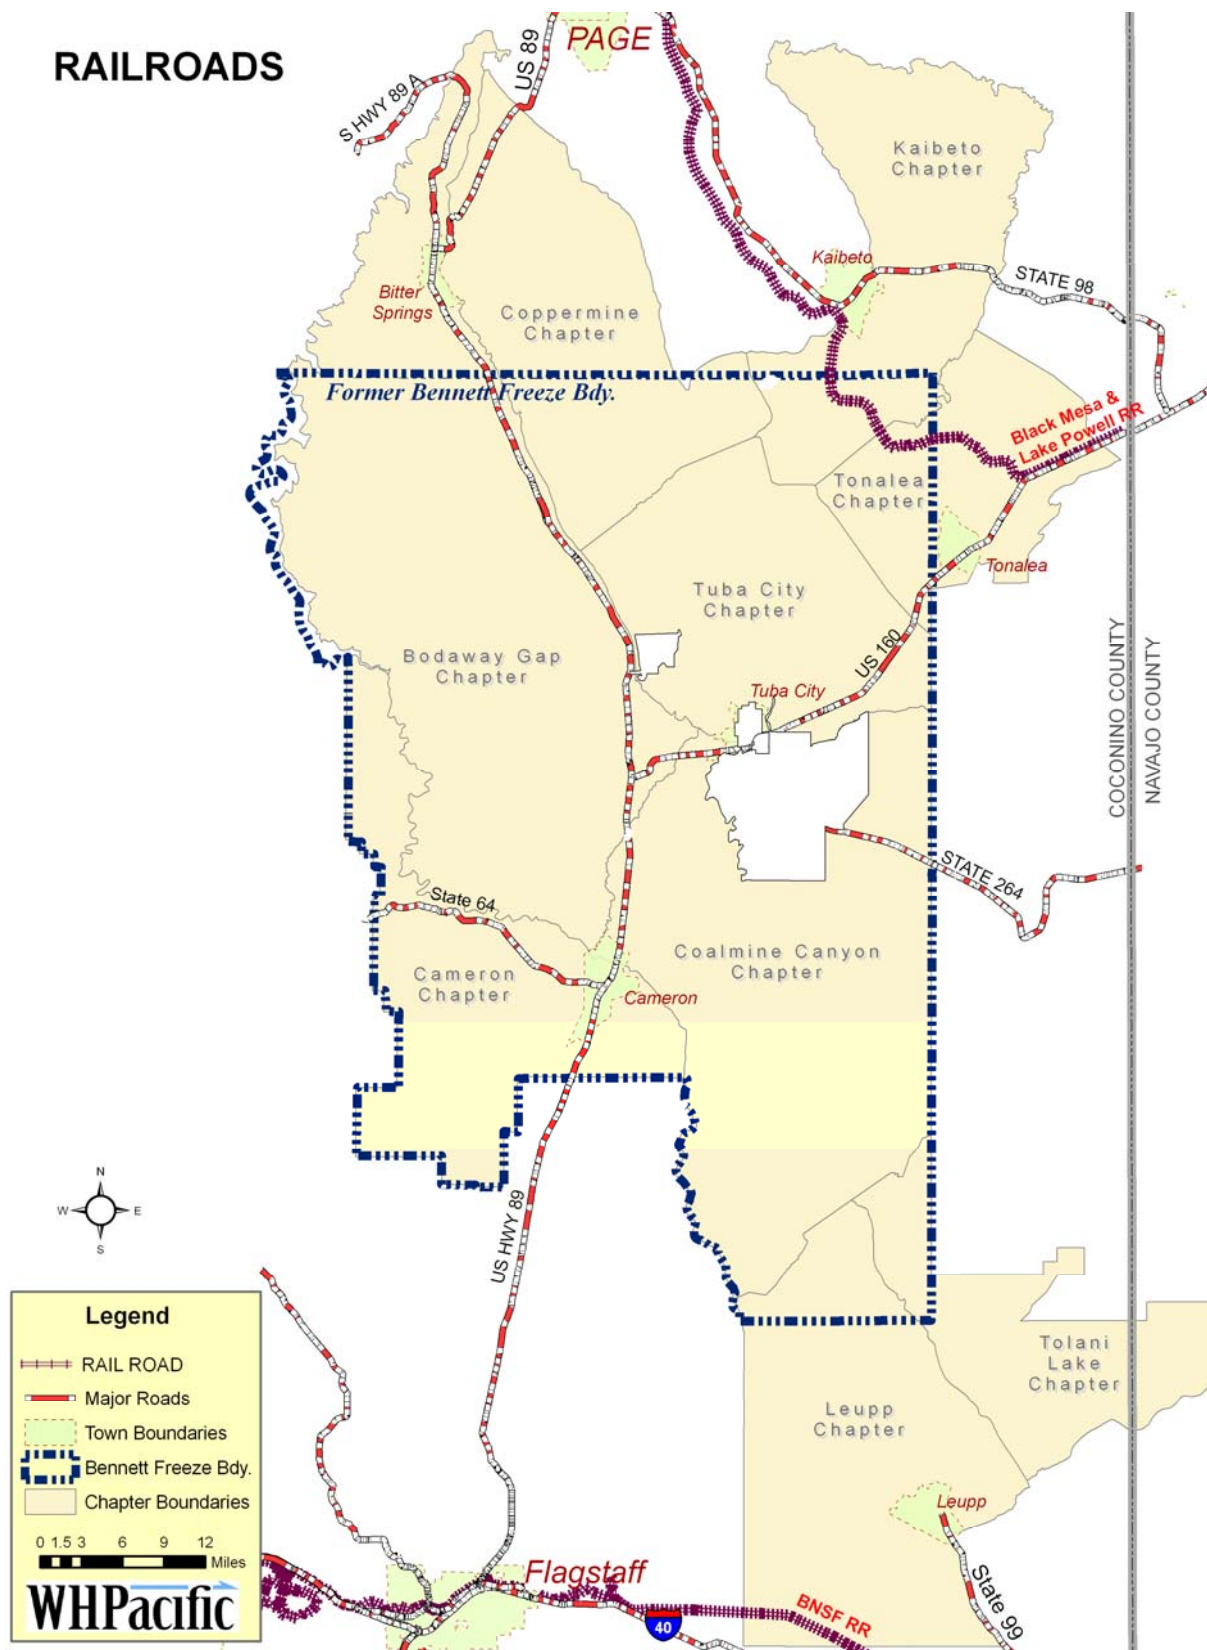 RAILROADS
PAGE
US 89
S HWY 89 A
Kaibeto
Chapter
Kaibeto
STATE 98
Bitter
Springs
Coppermine
Chapter
Former Bennett Freeze Bdy.
Black Mesa &
Lake Powell RR
Tonalea
Chapter
Tonalea
Tuba City
Chapter
US 160
Bodaway Gap
Chapter
Tuba City
COCONINO COUNTY
NAVAJO COUNTY
STATE 264
State 64
Coalmine Canyon
Chapter
Cameron
Chapter
Cameron
N
W
E
S
US HWY 89
Legend
RAIL ROAD
Major Roads
Town Boundaries
Bennett Freeze Bdy.
Chapter Boundaries
0 1.5 3 6 9 12
Miles
WHPacific
Tolani
Lake
Chapter
Leupp
Chapter
Leupp
State 99
Flagstaff
BNSF RR
40